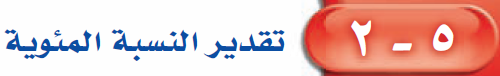 ٥ - ٢ تقدير النسبة المئوية